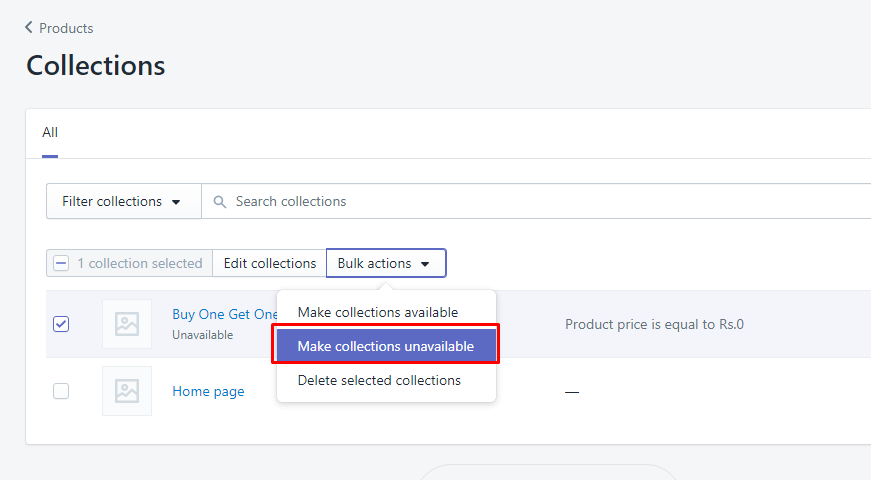 Products
Collections
All
Filter collections
Search collections
1 collection selected
Edit collections
Bulk actions
Make collections available
Buy One Get One
Product price is equal to Rs.0
Unavailable
Make collections unavailable
Delete selected collections
Home page
—